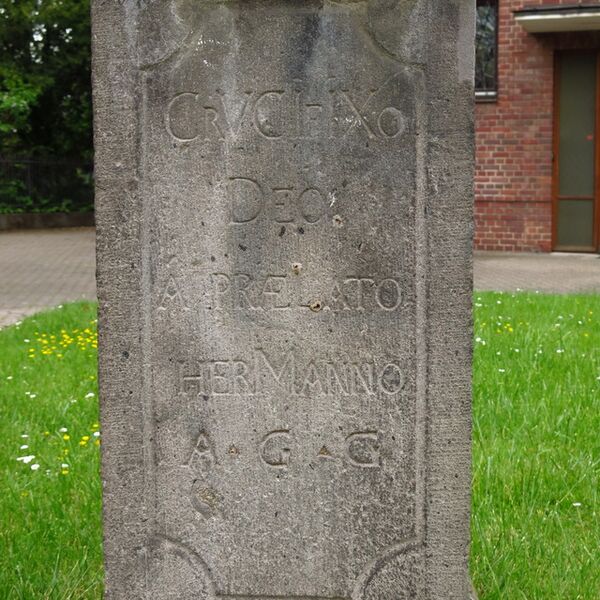 CrVCIFIXo
DEO.
A PRÆLATO
HERMANNO
A·G·G